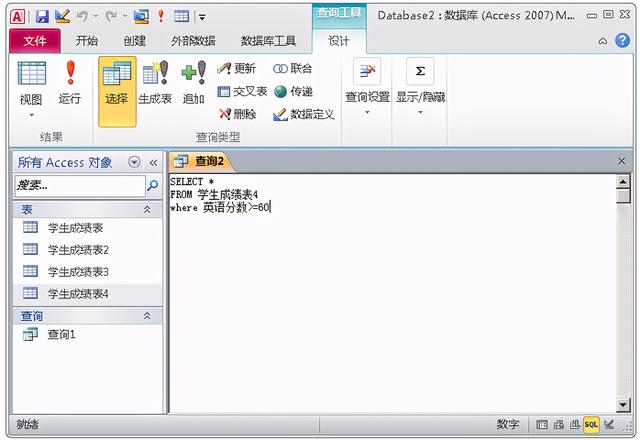 A
查询工具
Database2 : 数据库 (Access 2007) M...
文件
开始
创建
外部数据
数据库工具
设计
视图
运行
结果
选择
生成表
追加
更新
交叉表
删除
联合
传递
数据定义
查询类型
查询设置
Σ
显示/隐藏
所有 Access 对象
搜索...
表
学生成绩表
学生成绩表2
学生成绩表3
学生成绩表4
查询
查询1
查询2
SELECT *
FROM 学生成绩表4
where 英语分数>=60
就绪
数字
SQL